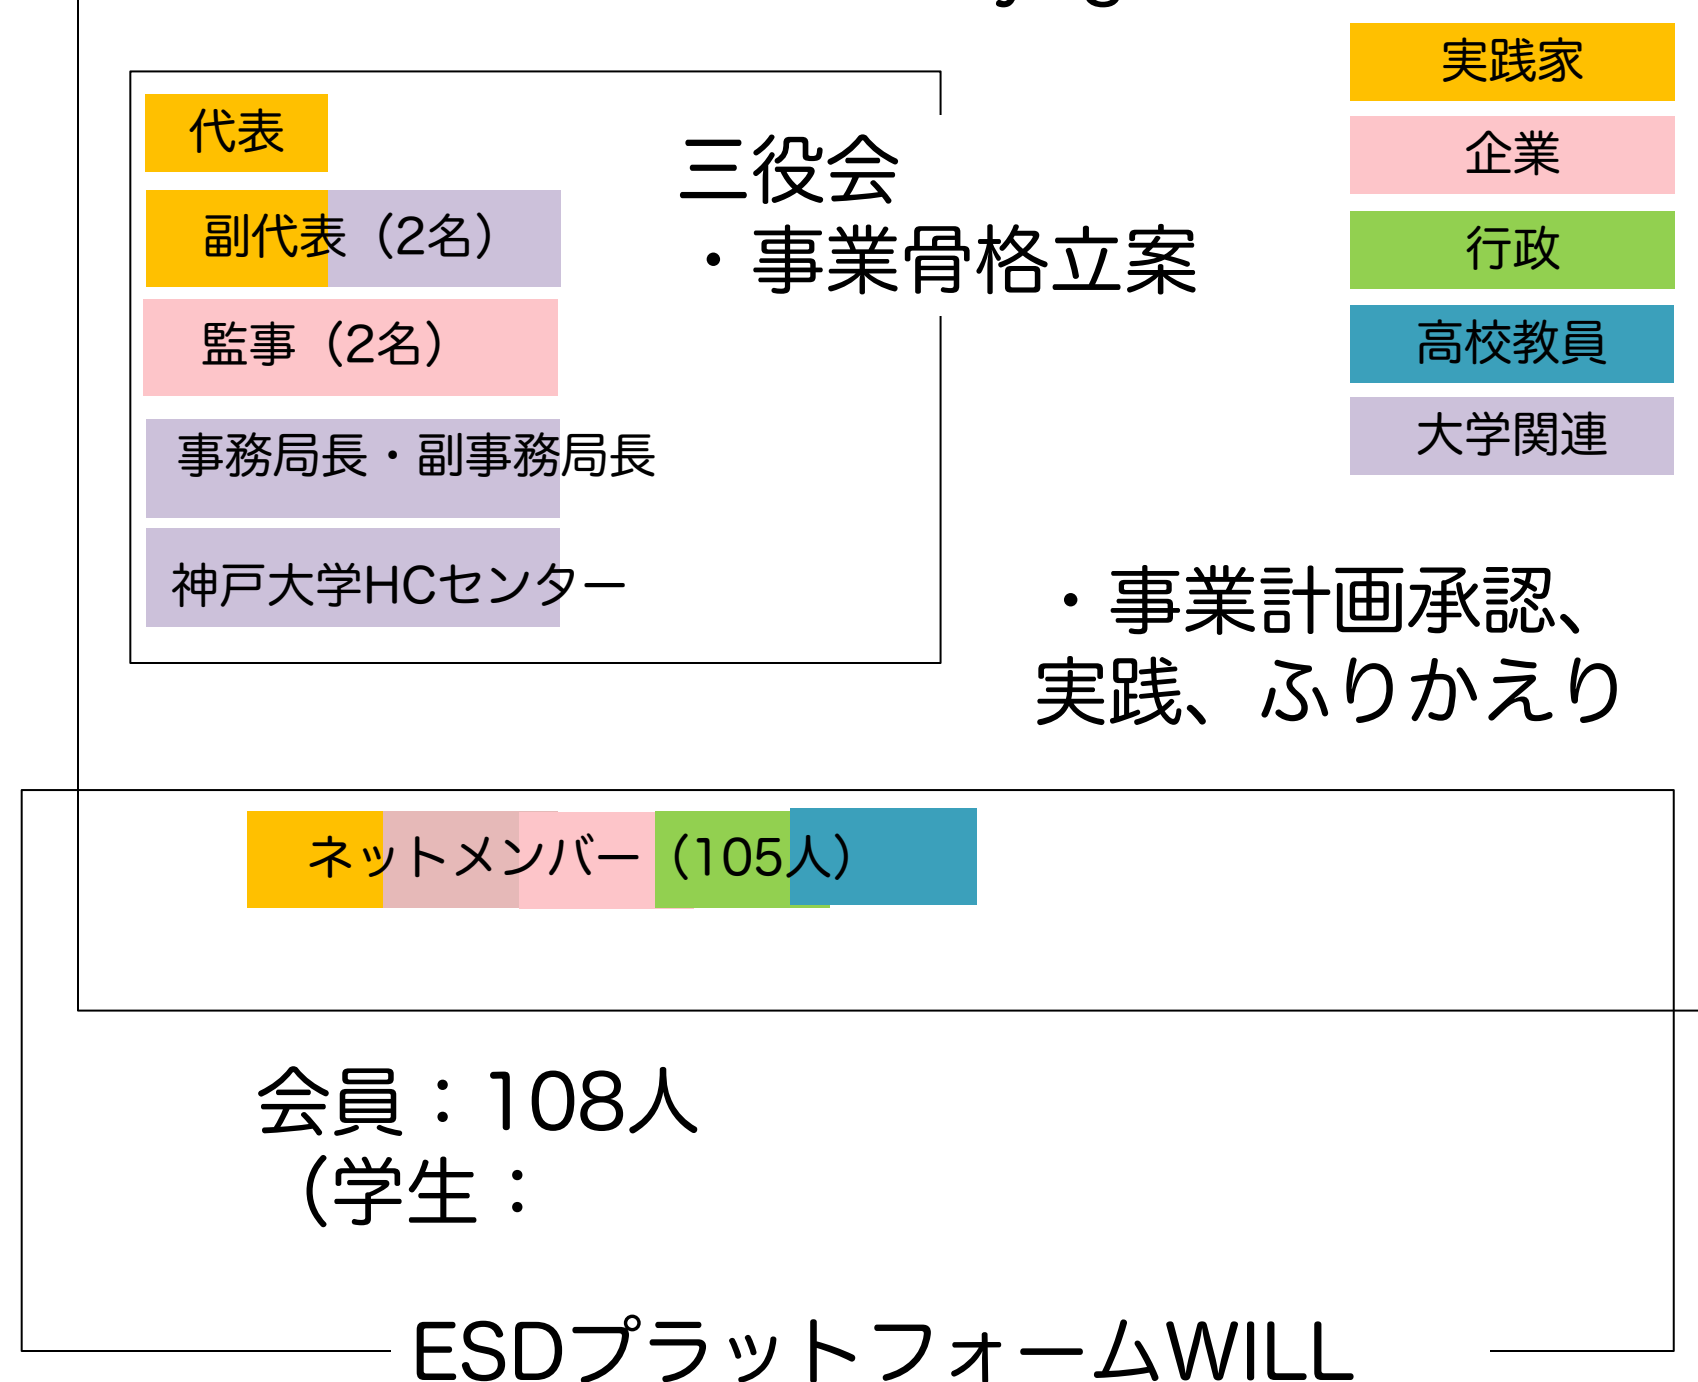 実践家
企業
行政
高校教員
大学関連
代表
副代表（2名）
監事（2名）
事務局長・副事務局長
神戸大学HCセンター
三役会
・事業骨格立案
・事業計画承認、
実践、ふりかえり
ネットメンバー（105人）
会員：108人
（学生：
ESDプラットフォームWILL